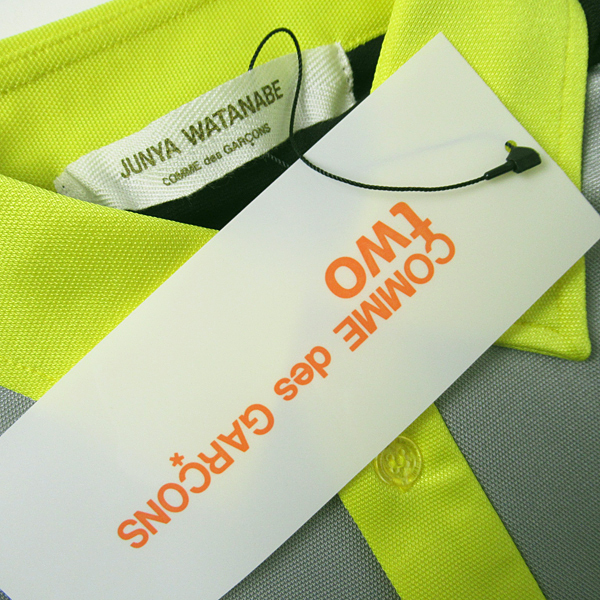 JUNYA WATANABE
COMME des GARÇONS
COMME des GARÇONS
two